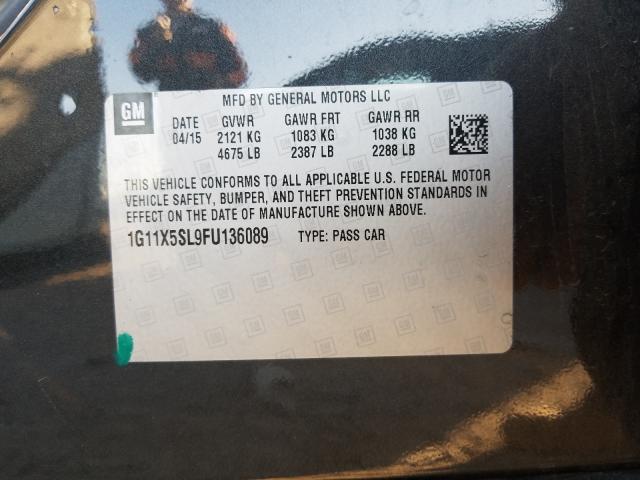 GM
MFD BY GENERAL MOTORS LLC
DATE GVWR GAWR FRT GAWR RR
04/15 2121 KG 1083 KG 1038 KG
4675 LB 2387 LB 2288 LB
THIS VEHICLE CONFORMS TO ALL APPLICABLE U.S. FEDERAL MOTOR
VEHICLE SAFETY, BUMPER, AND THEFT PREVENTION STANDARDS IN
EFFECT ON THE DATE OF MANUFACTURE SHOWN ABOVE.
1G11X5SL9FU136089 TYPE: PASS CAR